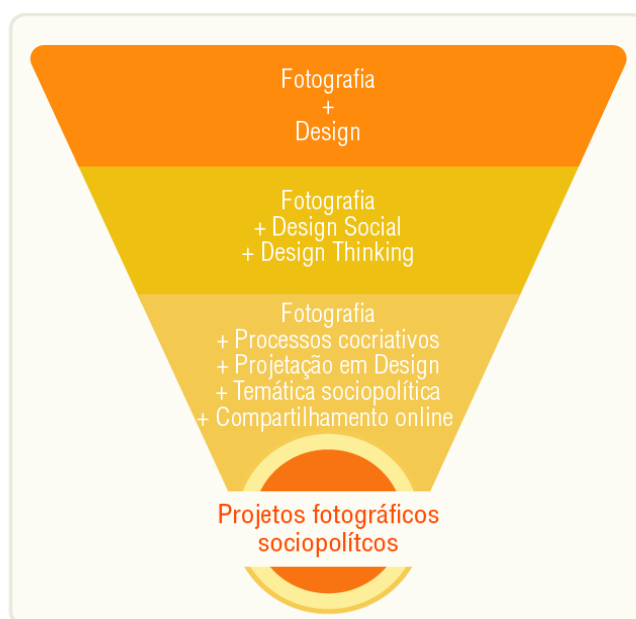 Fotografia
+
Design
Fotografia
+ Design Social
+ Design Thinking
Fotografia
+ Processos cocriativos
+ Projetação em Design
+ Temática sociopolítica
+ Compartilhamento online
Projetos fotográficos
sociopolítcos